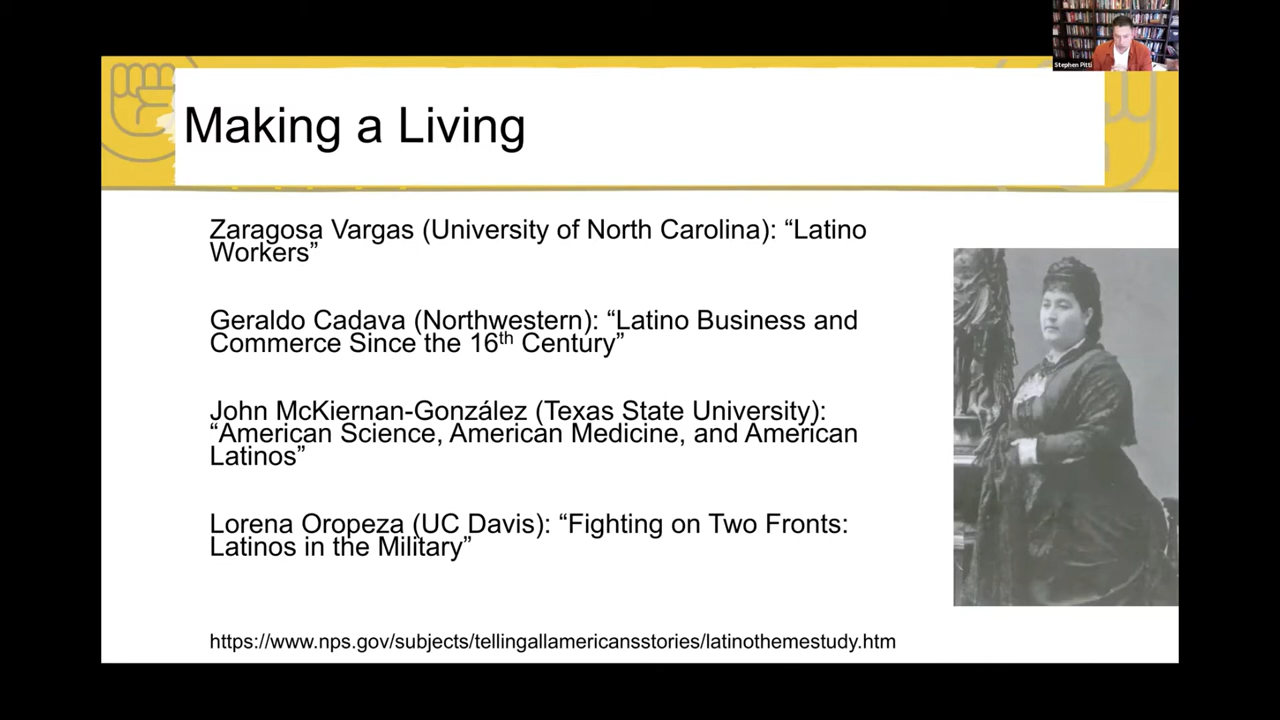 Stephen Pitti
Making a Living
Zaragosa Vargas (University of North Carolina): “Latino
Workers”
Geraldo Cadava (Northwestern): “Latino Business and
Commerce Since the 16th Century”
John McKiernan-González (Texas State University):
“American Science, American Medicine, and American
Latinos”
Lorena Oropeza (UC Davis): “Fighting on Two Fronts:
Latinos in the Military”
https://www.nps.gov/subjects/tellingallamericansstories/latinothemestudy.htm